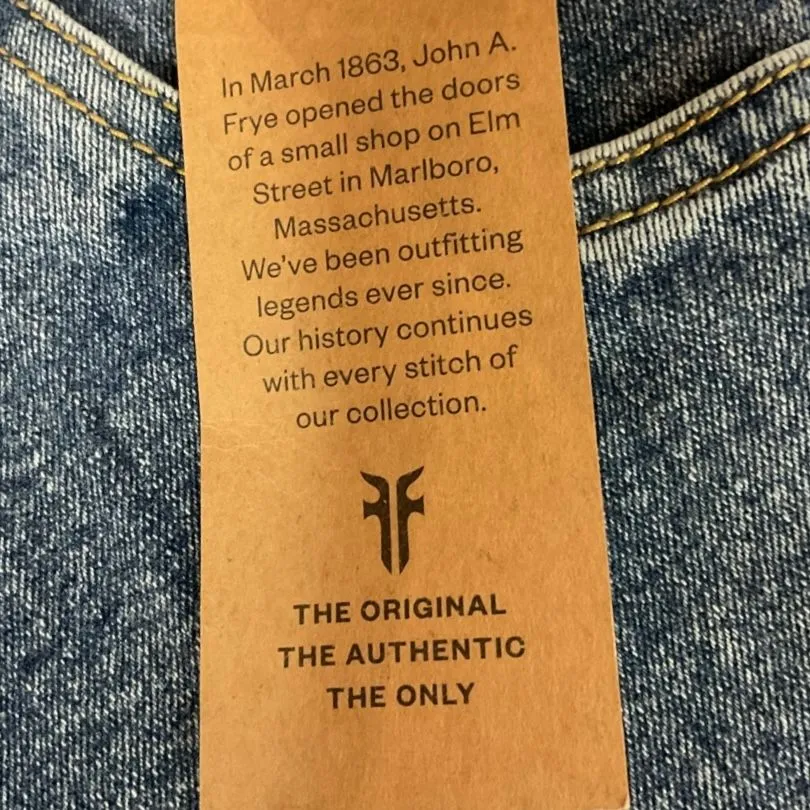 In March 1863, John A.
Frye opened the doors
of a small shop on Elm
Street in Marlboro,
Massachusetts.
We've been outfitting
legends ever since.
Our history continues
with every stitch of
our collection.
THE ORIGINAL
THE AUTHENTIC
THE ONLY